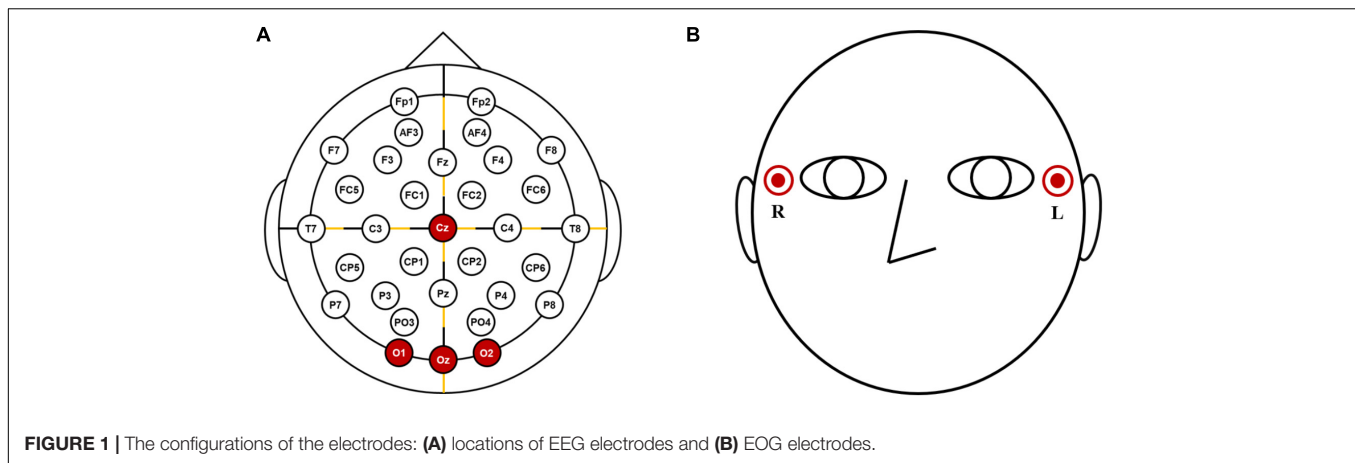 A
B
Fp1 Fp2
AF3 AF4
F7 F3 Fz F4 F8
FC5 FC1 FC2 FC6
T7 C3 Cz C4 T8
CP5 CP1 CP2 CP6
P7 P3 Pz P4 P8
PO3 PO4
O1 Oz O2
R L
FIGURE 1 | The configurations of the electrodes: (A) locations of EEG electrodes and (B) EOG electrodes.